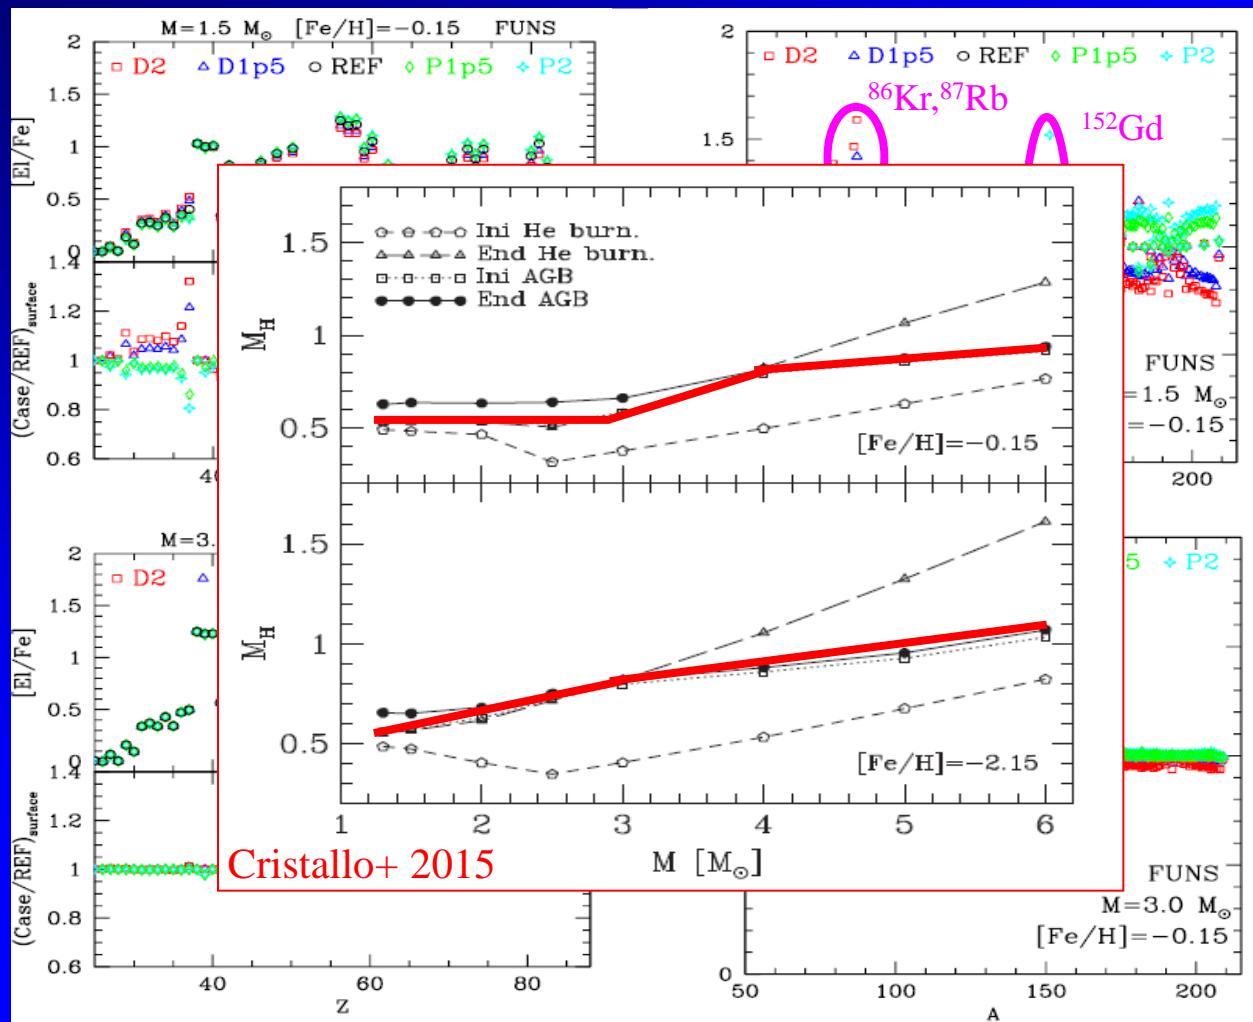 M=1.5 M☉ [Fe/H]=−0.15 FUNS
D2 D1p5 REF P1p5 P2
[El/Fe]
2
1.5
1
0.5
0
(Case/REF)surface
1.4
1.2
1
0.8
0.6
40
D2 D1p5 REF P1p5 P2
86Kr,87Rb
152Gd
2
1.5
FUNS
=1.5 M☉
=−0.15
200
Ini He burn.
End He burn.
Ini AGB
End AGB
MH
1.5
1
0.5
[Fe/H]=−0.15
MH
1.5
1
0.5
[Fe/H]=−2.15
1 2 3 4 5 6
M [M☉]
Cristallo+ 2015
M=3.
D2
[El/Fe]
2
1.5
1
0.5
0
(Case/REF)surface
1.4
1.2
1
0.8
0.6
40 60 80
Z
5 P2
FUNS
M=3.0 M☉
[Fe/H]=−0.15
0
50 100 150 200
A